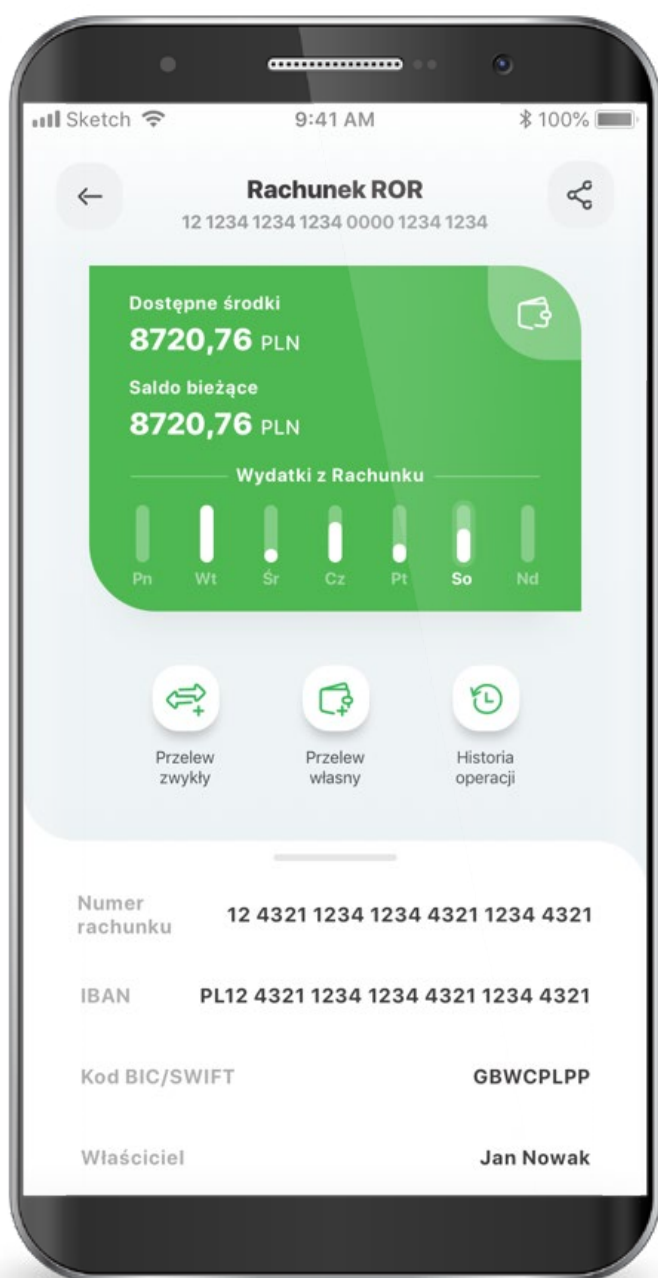 Sketch 9:41 AM 100%
Rachunek ROR
12 1234 1234 1234 0000 1234 1234
Dostępne środki
8720,76 PLN
Saldo bieżące
8720,76 PLN
Wydatki z Rachunku
Pn Wt Śr Cz Pt So Nd
Przelew
zwykły
Przelew
własny
Historia
operacji
Numer
rachunku
12 4321 1234 1234 4321 1234 4321
IBAN PL12 4321 1234 1234 4321 1234 4321
Kod BIC/SWIFT GBWCPLPP
Właściciel Jan Nowak